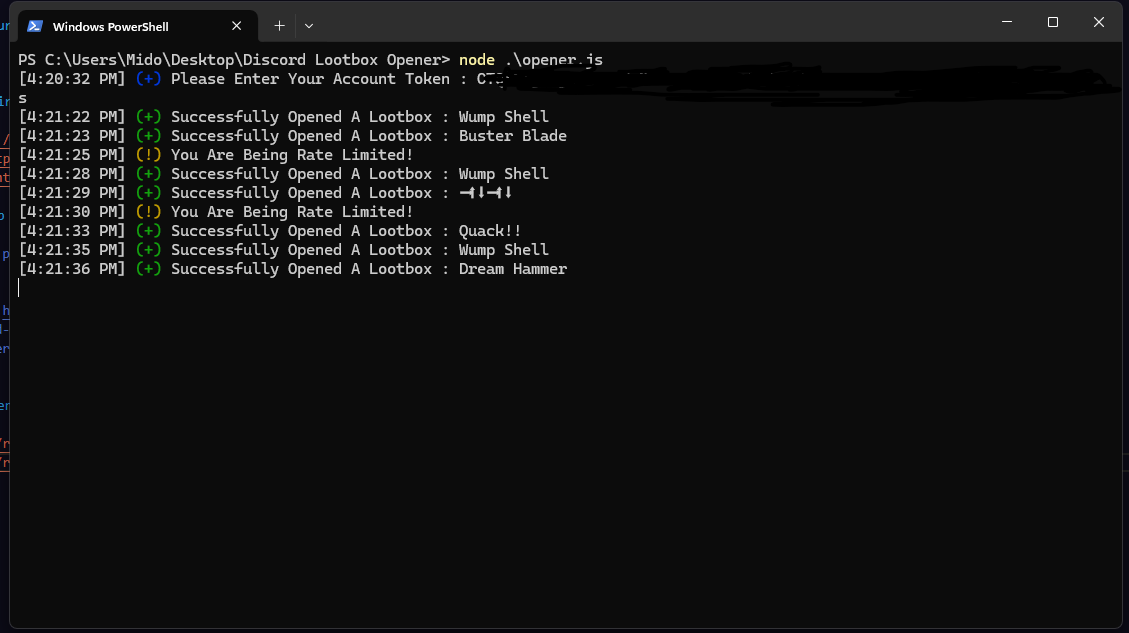 Windows PowerShell
PS C:\Users\Mido\Desktop\Discord Lootbox Opener> node .\opener.js
[4:20:32 PM] (+) Please Enter Your Account Token :
s
[4:21:22 PM] (+) Successfully Opened A Lootbox : Wump Shell
[4:21:23 PM] (+) Successfully Opened A Lootbox : Buster Blade
[4:21:25 PM] (!) You Are Being Rate Limited!
[4:21:28 PM] (+) Successfully Opened A Lootbox : Wump Shell
[4:21:29 PM] (+) Successfully Opened A Lootbox : →⇃→⇃
[4:21:30 PM] (!) You Are Being Rate Limited!
[4:21:33 PM] (+) Successfully Opened A Lootbox : Quack!!
[4:21:35 PM] (+) Successfully Opened A Lootbox : Wump Shell
[4:21:36 PM] (+) Successfully Opened A Lootbox : Dream Hammer